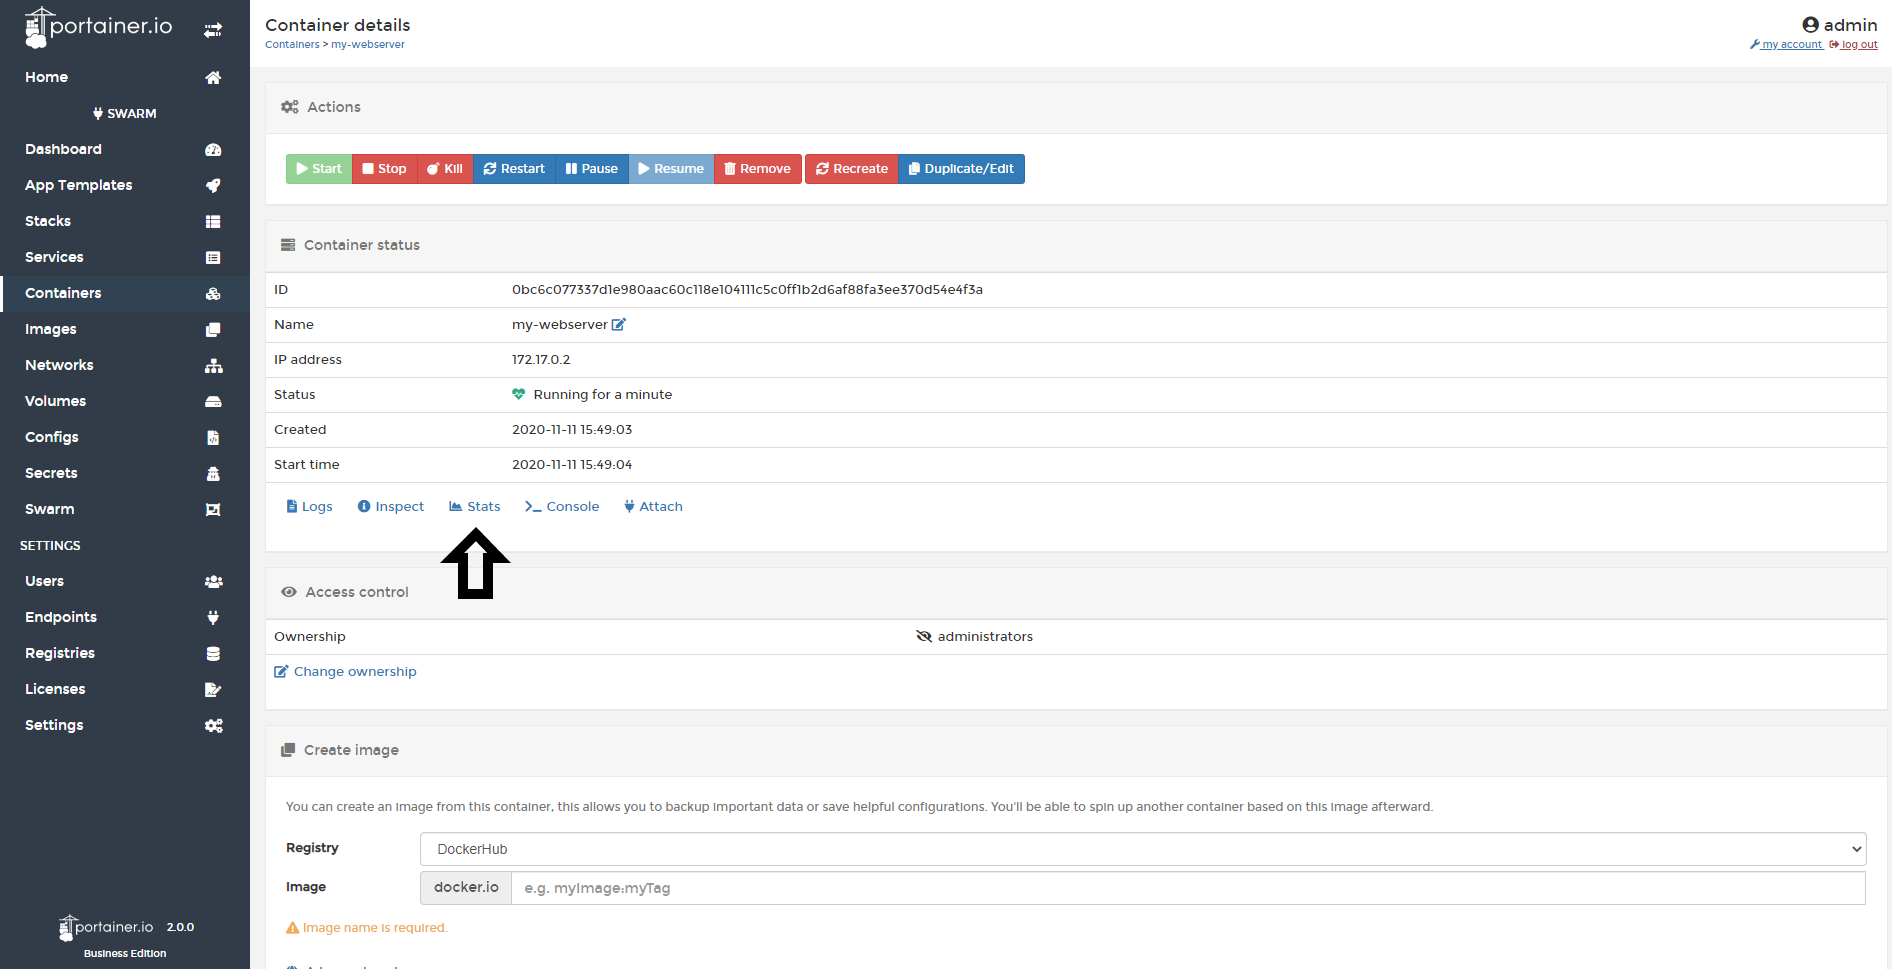 portainer.io
Home
SWARM
Dashboard
App Templates
Stacks
Services
Containers
Images
Networks
Volumes
Configs
Secrets
Swarm
SETTINGS
Users
Endpoints
Registries
Licenses
Settings
portainer.io 2.0.0
Business Edition
Container details
Containers > my-webserver
admin
my account log out
Actions
Start Stop Kill Restart Pause Resume Remove Recreate Duplicate/Edit
Container status
ID 0bc6c077337d1e980aac60c118e104111c5c0ff1b2d6af88fa3ee370d54e4f3a
Name my-webserver
IP address 172.17.0.2
Status Running for a minute
Created 2020-11-11 15:49:03
Start time 2020-11-11 15:49:04
Logs Inspect Stats Console Attach
Access control
Ownership administrators
Change ownership
Create image
You can create an image from this container, this allows you to backup important data or save helpful configurations. You'll be able to spin up another container based on this image afterward.
Registry DockerHub
Image docker.io e.g. myImage:myTag
Image name is required.